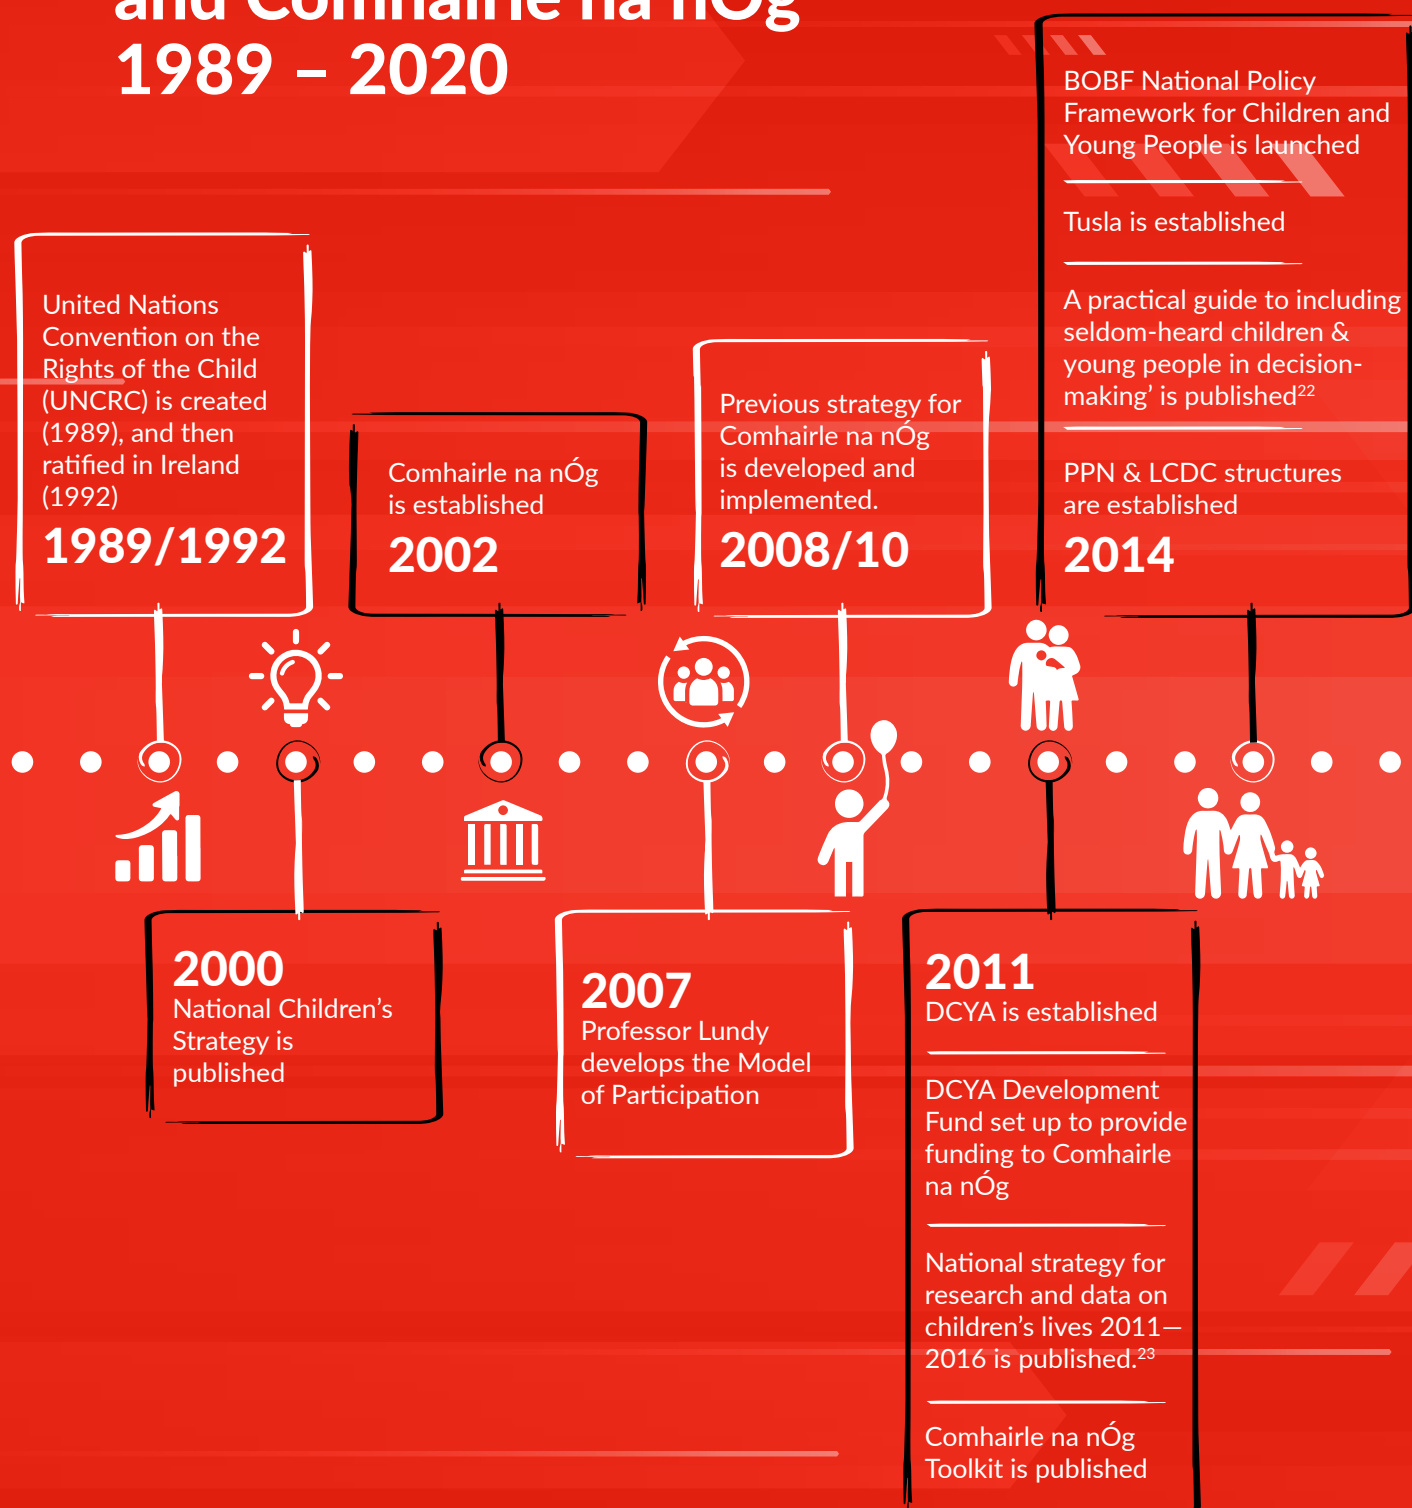 and Comhairle na nÓg
1989 – 2020
United Nations
Convention on the
Rights of the Child
(UNCRC) is created
(1989), and then
ratified in Ireland
(1992)
1989/1992
Comhairle na nÓg
is established
2002
Previous strategy for
Comhairle na nÓg
is developed and
implemented.
2008/10
BOBF National Policy
Framework for Children and
Young People is launched
Tusla is established
A practical guide to including
seldom-heard children &
young people in decision-
making’ is published22
PPN & LCDC structures
are established
2014
2000
National Children’s
Strategy is
published
2007
Professor Lundy
develops the Model
of Participation
2011
DCYA is established
DCYA Development
Fund set up to provide
funding to Comhairle
na nÓg
National strategy for
research and data on
children’s lives 2011—
2016 is published.23
Comhairle na nÓg
Toolkit is published